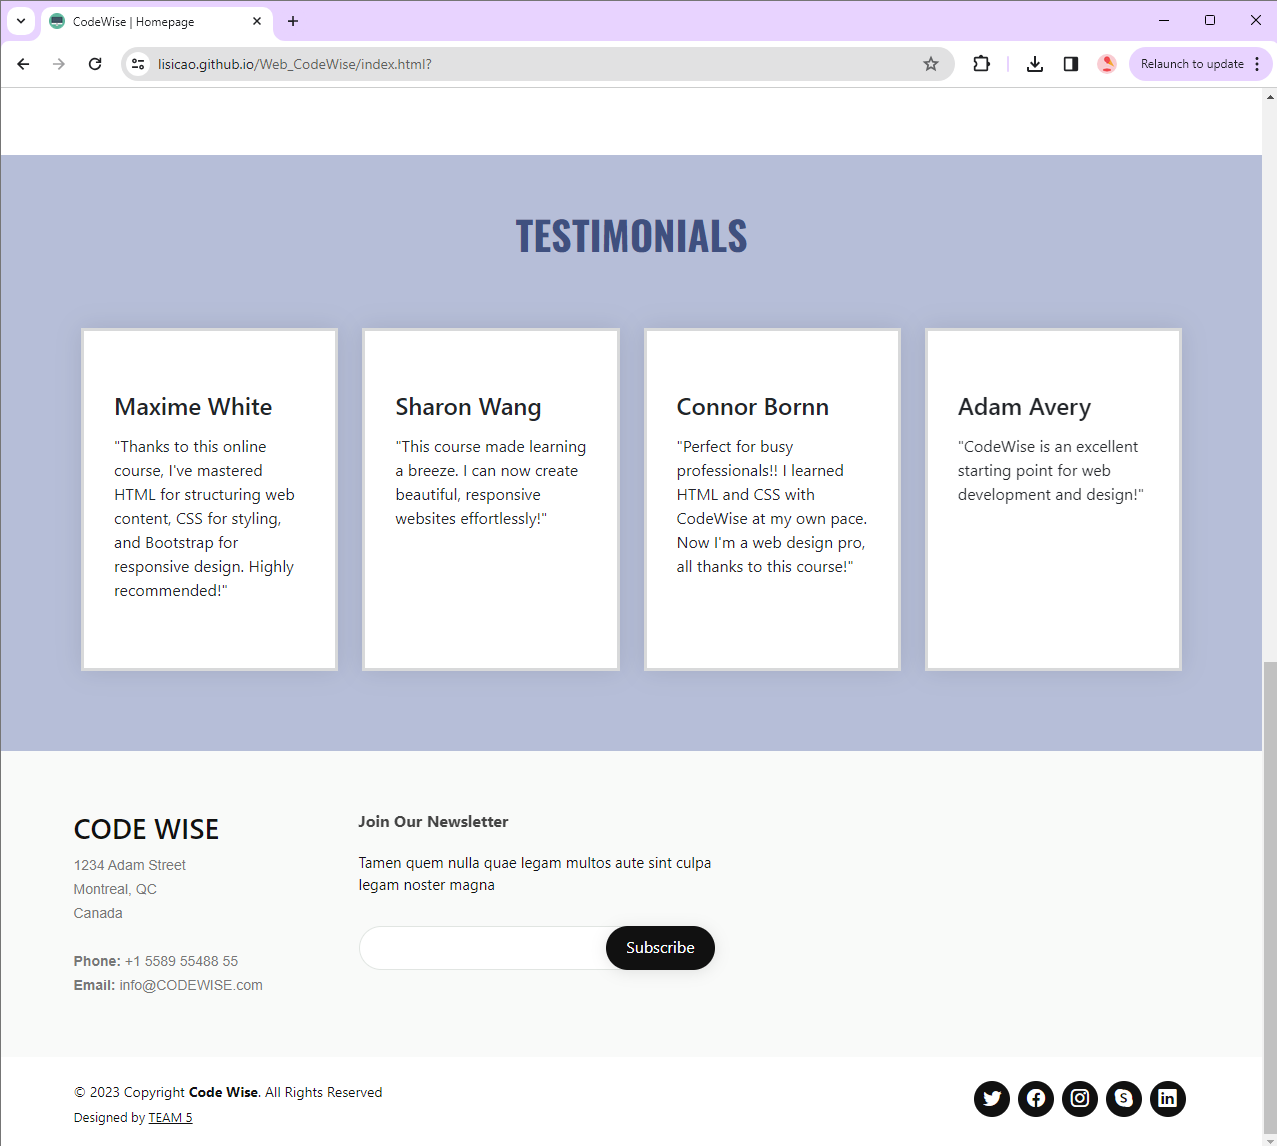 CodeWise | Homepage
lisicao.github.io/Web_CodeWise/index.html?
Relaunch to update
TESTIMONIALS
Maxime White
"Thanks to this online
course, I've mastered
HTML for structuring web
content, CSS for styling,
and Bootstrap for
responsive design. Highly
recommended!"
Sharon Wang
"This course made learning
a breeze. I can now create
beautiful, responsive
websites effortlessly!"
Connor Bornn
"Perfect for busy
professionals!! I learned
HTML and CSS with
CodeWise at my own pace.
Now I'm a web design pro,
all thanks to this course!"
Adam Avery
"CodeWise is an excellent
starting point for web
development and design!"
CODE WISE
1234 Adam Street
Montreal, QC
Canada
Phone: +1 5589 55488 55
Email: info@CODEWISE.com
Join Our Newsletter
Tamen quem nulla quae legam multos aute sint culpa
legam noster magna
Subscribe
© 2023 Copyright Code Wise. All Rights Reserved
Designed by TEAM 5